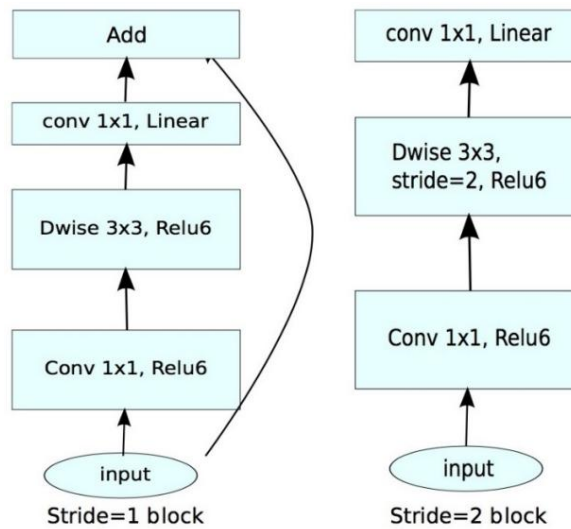 Add
conv 1x1, Linear
Dwise 3x3, Relu6
Conv 1x1, Relu6
input
Stride=1 block
conv 1x1, Linear
Dwise 3x3,
stride=2, Relu6
Conv 1x1, Relu6
input
Stride=2 block